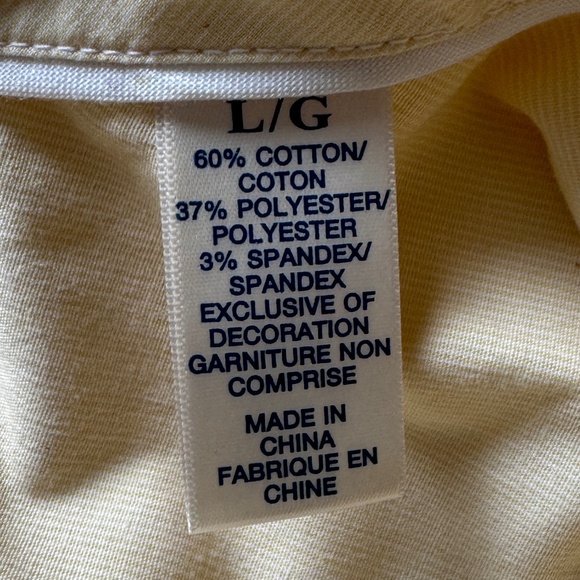 L/G
60% COTTON/
COTON
37% POLYESTER/
POLYESTER
3% SPANDEX/
SPANDEX
EXCLUSIVE OF
DECORATION
GARNITURE NON
COMPRISE
MADE IN
CHINA
FABRIQUE EN
CHINE